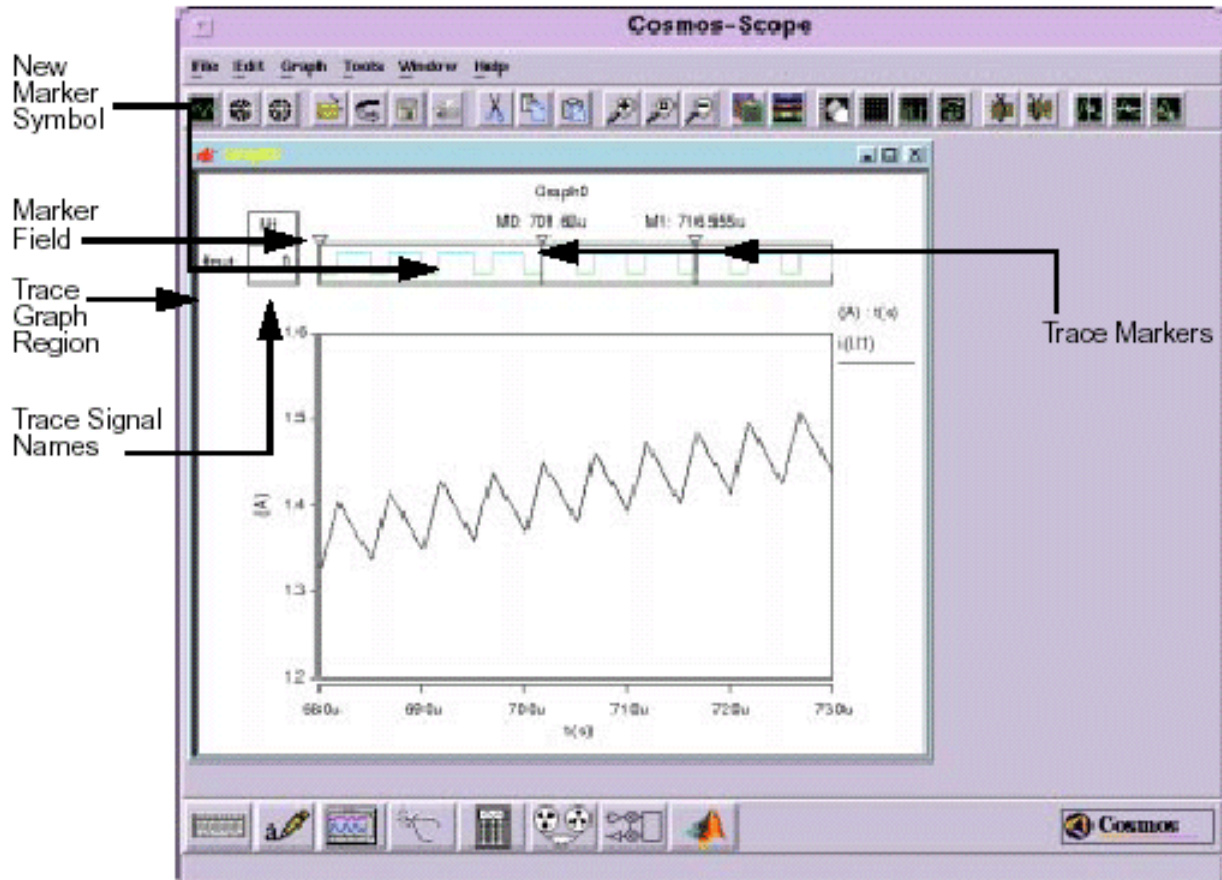 Cosmos-Scope
File Edit Graph Tools Window Help
New
Marker
Symbol
Marker
Field
Trace
Graph
Region
Trace Signal
Names
Trace Markers
Graph0
M0: 701.68u M1: 716.555u
0
(A) : t(s)
1.6
1.5
1.4
1.3
1.2
(A)
680u 690u 700u 710u 720u 730u
t(s)
Cosmos